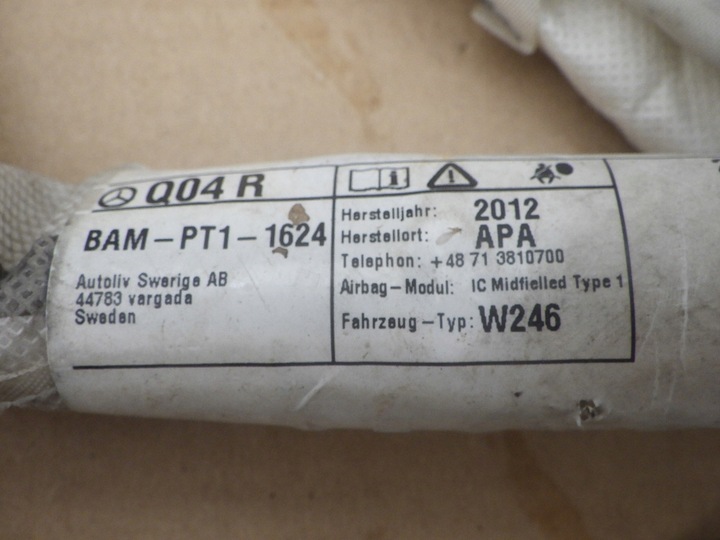 Q04 R
BAM-PT1-1624
Autoliv Swerige AB
44783 vargada
Sweden
Herstelljahr: 2012
Herstellort: APA
Telephon: +48 71 3810700
Airbag-Modul: IC Midfielled Type 1
Fahrzeug-Typ: W246